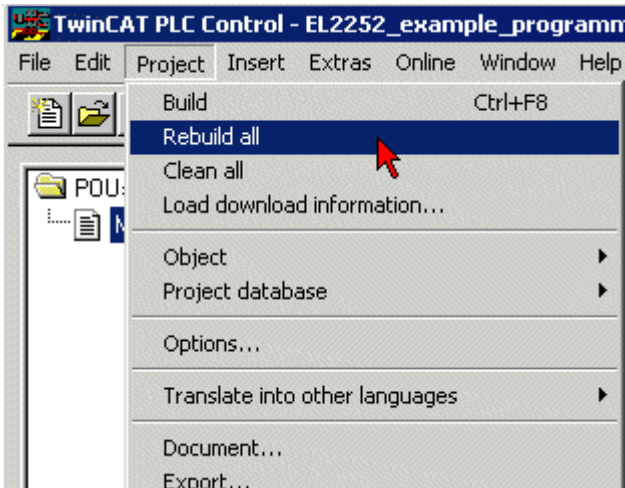 TwinCAT PLC Control - EL2252_example_programm
File Edit Project Insert Extras Online Window Help
Build Ctrl+F8
Rebuild all
Clean all
POU:
Load download information...
Object
Project database
Options...
Translate into other languages
Document...
Export...